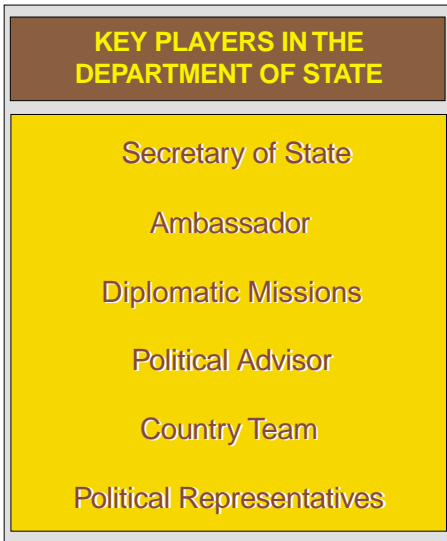 KEY PLAYERS IN THE
DEPARTMENT OF STATE
Secretary of State
Ambassador
Diplomatic Missions
Political Advisor
Country Team
Political Representatives